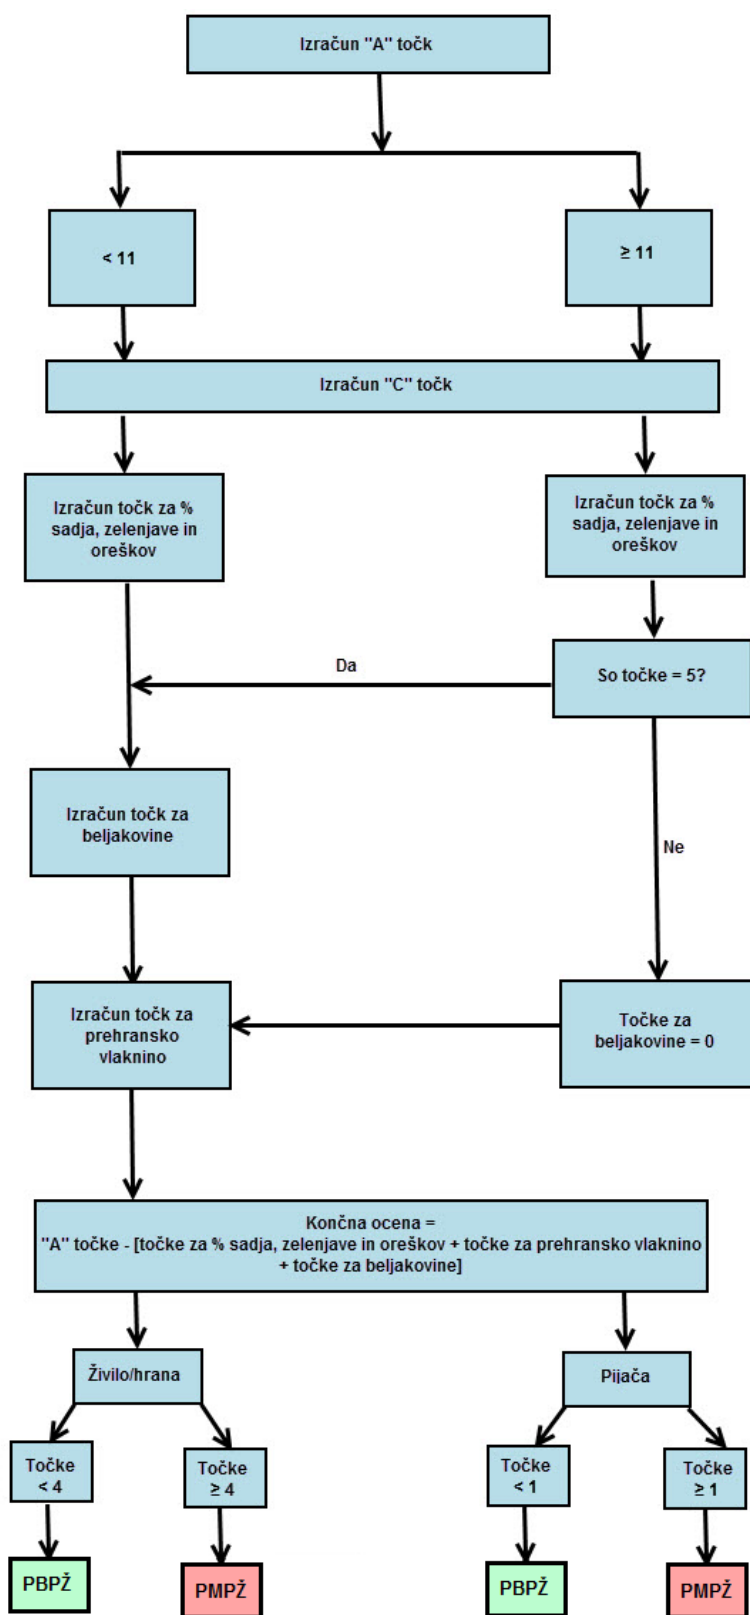 Izračun "A" točk
< 11
≥ 11
Izračun "C" točk
Izračun točk za %
sadja, zelenjave in
oreškov
Izračun točk za %
sadja, zelenjave in
oreškov
Da
So točke = 5?
Izračun točk za
beljakovine
Ne
Izračun točk za
prehransko
vlaknino
Točke za
beljakovine = 0
Končna ocena =
"A" točke - [točke za % sadja, zelenjave in oreškov + točke za prehransko vlaknino
+ točke za beljakovine]
Živilo/hrana
Pijača
Točke
< 4
Točke
≥ 4
Točke
< 1
Točke
≥ 1
PBPŽ
PMPŽ
PBPŽ
PMPŽ